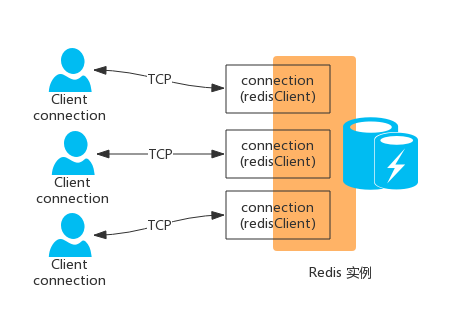 Client
connection
TCP
connection
(redisClient)
Client
connection
TCP
connection
(redisClient)
Client
connection
TCP
connection
(redisClient)
Redis 实例